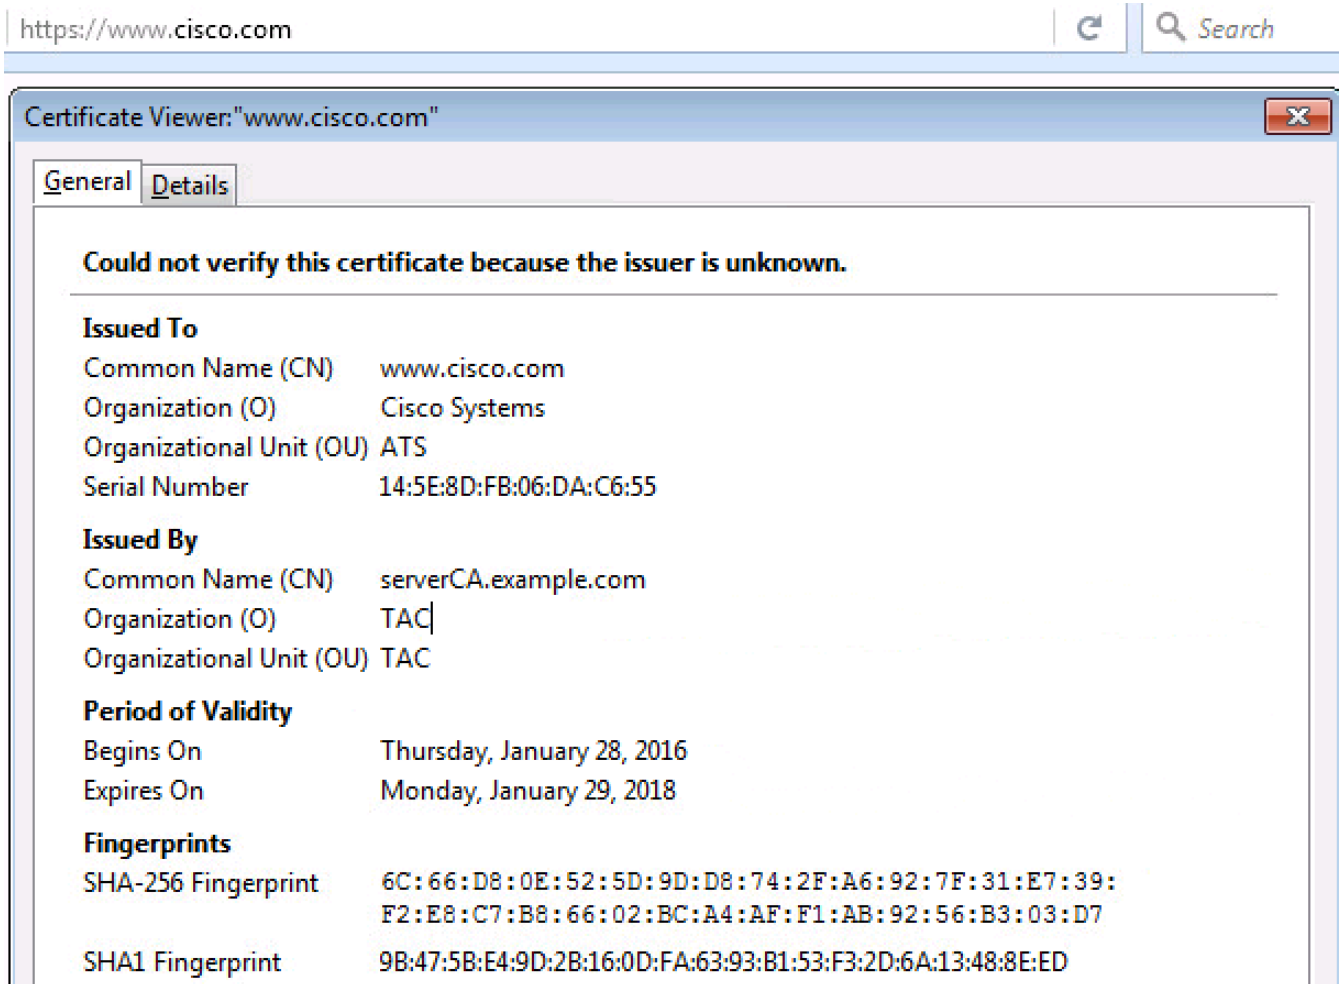 https://www.cisco.com
Search
Certificate Viewer:"www.cisco.com"
General
Details
Could not verify this certificate because the issuer is unknown.
Issued To
Common Name (CN) www.cisco.com
Organization (O) Cisco Systems
Organizational Unit (OU) ATS
Serial Number 14:5E:8D:FB:06:DA:C6:55
Issued By
Common Name (CN) serverCA.example.com
Organization (O) TAC
Organizational Unit (OU) TAC
Period of Validity
Begins On Thursday, January 28, 2016
Expires On Monday, January 29, 2018
Fingerprints
SHA-256 Fingerprint 6C:66:D8:0E:52:5D:9D:D8:74:2F:A6:92:7F:31:E7:39:
F2:E8:C7:B8:66:02:BC:A4:AF:F1:AB:92:56:B3:03:D7
SHA1 Fingerprint 9B:47:5B:E4:9D:2B:16:0D:FA:63:93:B1:53:F3:2D:6A:13:48:8E:ED